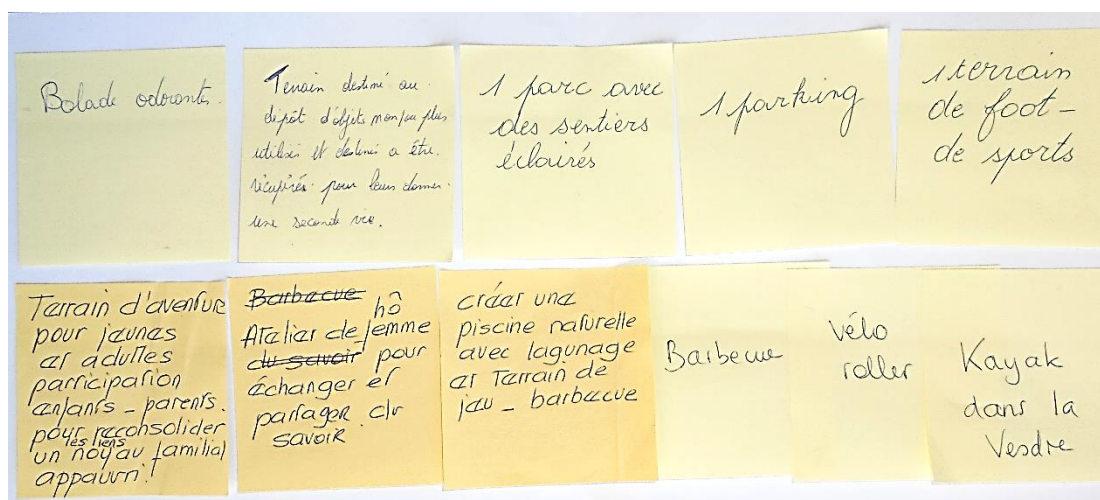 Balade odorante.
Terrain destiné au
dépôt d'objets non/ou plus
utilisés et destinés a être
récupérés pour leurs donner
une seconde vie.
1 parc avec
des sentiers
éclairés
1 parking
1 terrain
de foot -
de sports
Terrain d'aventure
pour jeunes
et adultes
participation
enfants - parents.
pour reconsolider
les liens
un noyau familial
appauvri!
Barbecue
hô
Atelier de femme
du savoir pour
échanger et
partager du
savoir
créer une
piscine naturelle
avec lagunage
et Terrain de
jeu - barbecue
Barbecue
Vélo
roller
Kayak
dans la
Vesdre